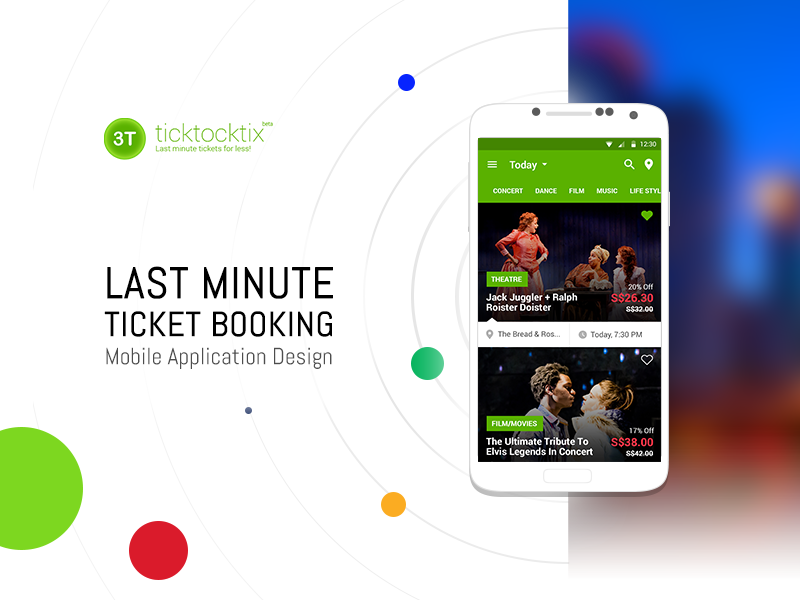 3T
ticktocktix beta
Last minute tickets for less!
LAST MINUTE
TICKET BOOKING
Mobile Application Design
12:30
Today
CONCERT DANCE FILM MUSIC LIFE STYL
THEATRE
20% Off
Jack Juggler + Ralph
Roister Doister
S$26.30
S$32.00
The Bread & Ros...
Today, 7:30 PM
FILM/MOVIES
17% Off
The Ultimate Tribute To
Elvis Legends In Concert
S$38.00
S$42.00